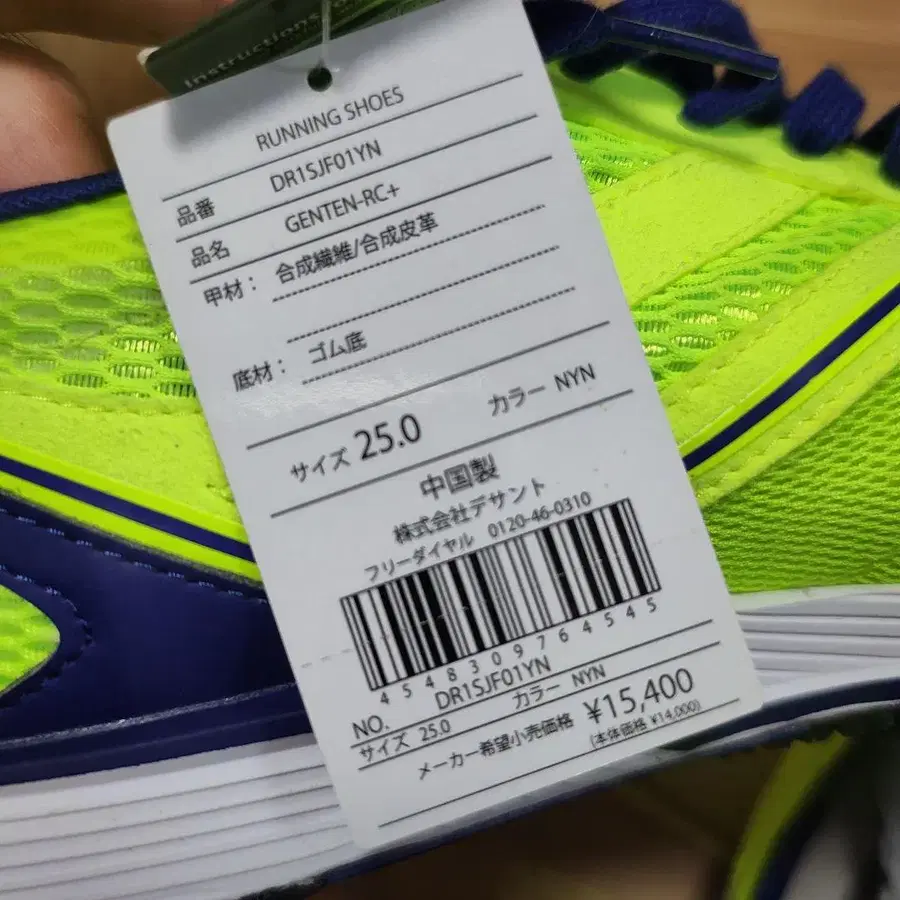 Instructions
RUNNING SHOES
品番 DR1SJF01YN
品名 GENTEN-RC+
甲材： 合成繊維/合成皮革
底材： ゴム底
サイズ 25.0 カラー NYN
中国製
株式会社デサント
フリーダイヤル 0120-46-0310
4548309764545
NO. DR1SJF01YN
サイズ 25.0 カラー NYN
メーカー希望小売価格 ¥15,400
(本体価格 ¥14,000)